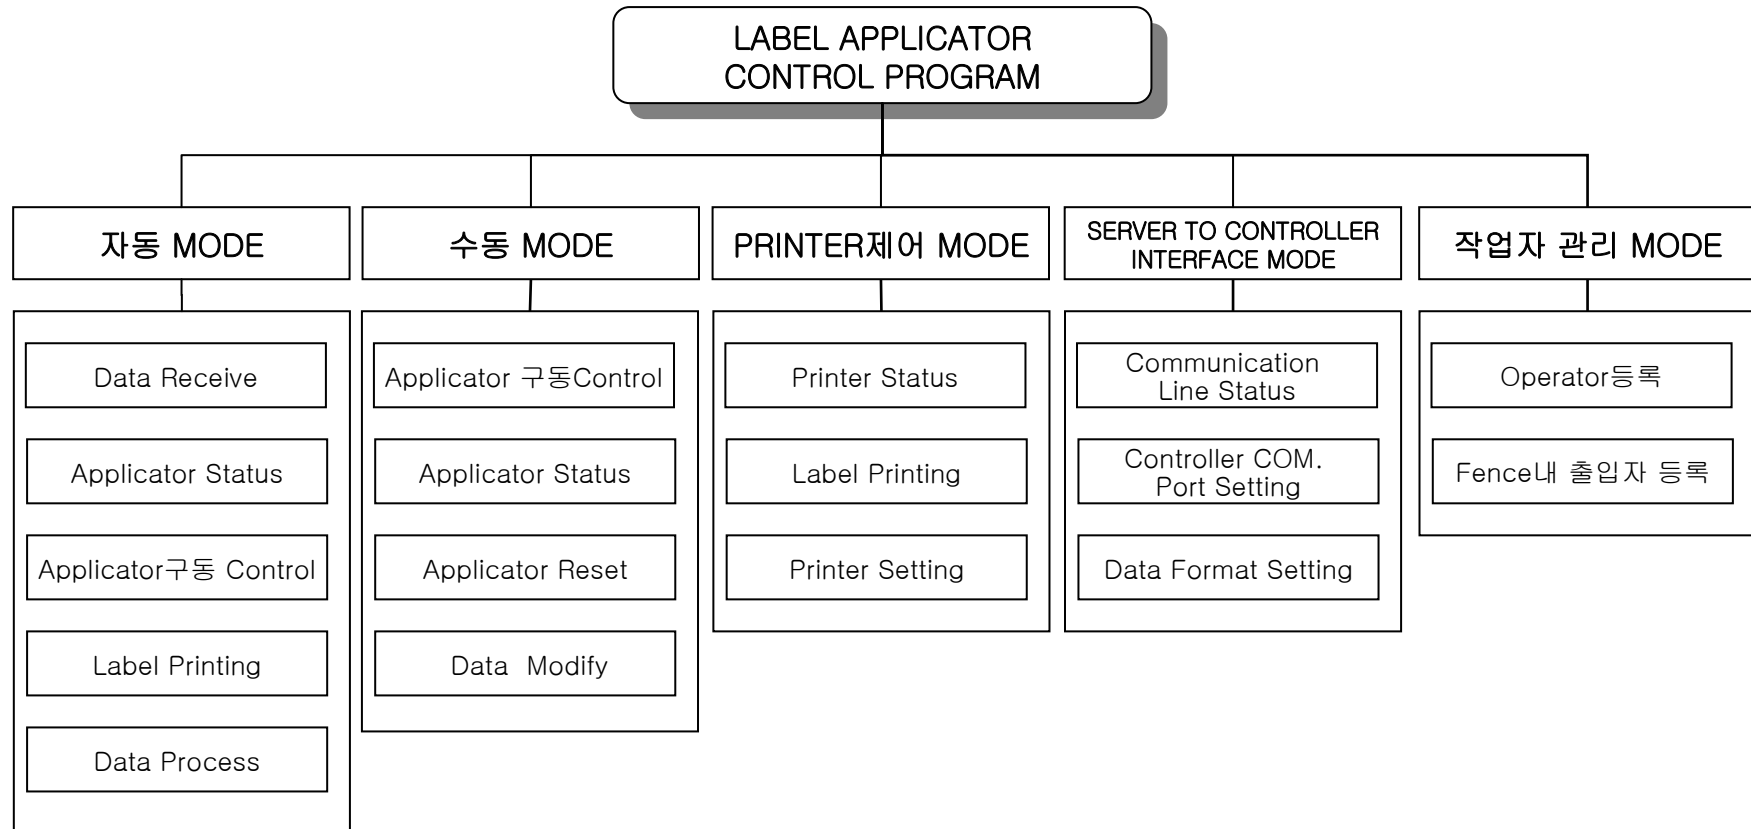 LABEL APPLICATOR
CONTROL PROGRAM
자동 MODE
Data Receive
Applicator Status
Applicator구동 Control
Label Printing
Data Process
수동 MODE
Applicator 구동Control
Applicator Status
Applicator Reset
Data Modify
PRINTER제어 MODE
Printer Status
Label Printing
Printer Setting
SERVER TO CONTROLLER
INTERFACE MODE
Communication
Line Status
Controller COM.
Port Setting
Data Format Setting
작업자 관리 MODE
Operator등록
Fence내 출입자 등록